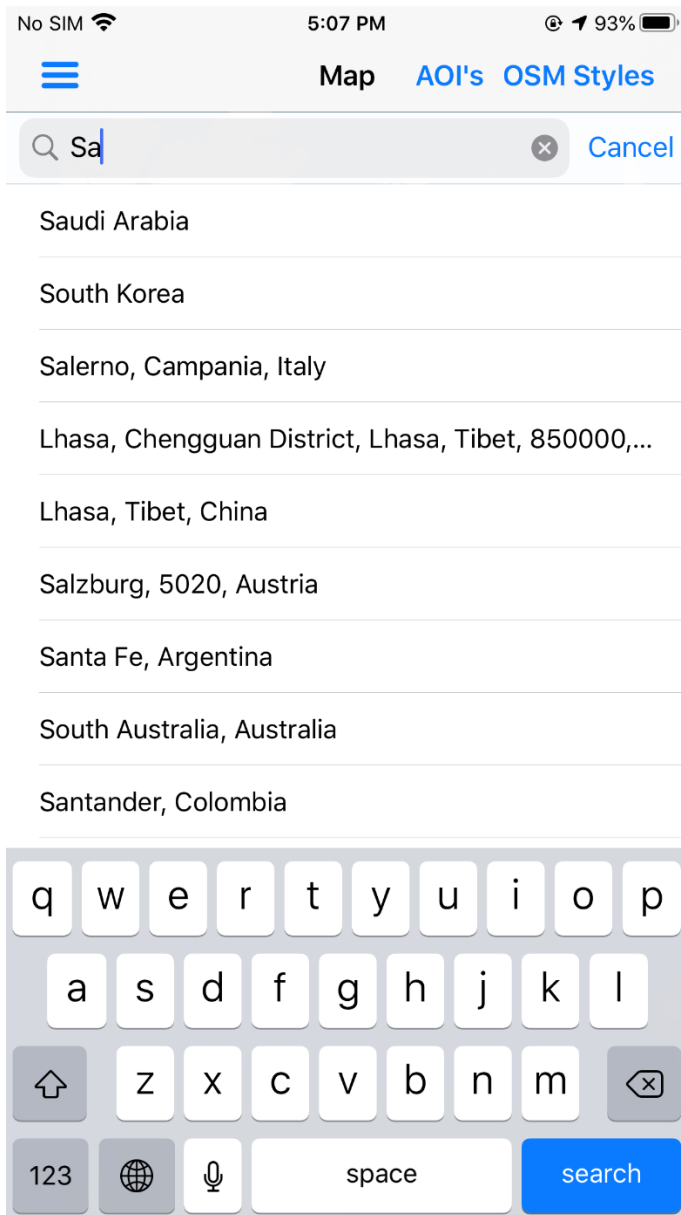 No SIM 5:07 PM 93%
Map AOI's OSM Styles
Sa Cancel
Saudi Arabia
South Korea
Salerno, Campania, Italy
Lhasa, Chengguan District, Lhasa, Tibet, 850000,...
Lhasa, Tibet, China
Salzburg, 5020, Austria
Santa Fe, Argentina
South Australia, Australia
Santander, Colombia
q w e r t y u i o p
a s d f g h j k l
z x c v b n m
123 space search